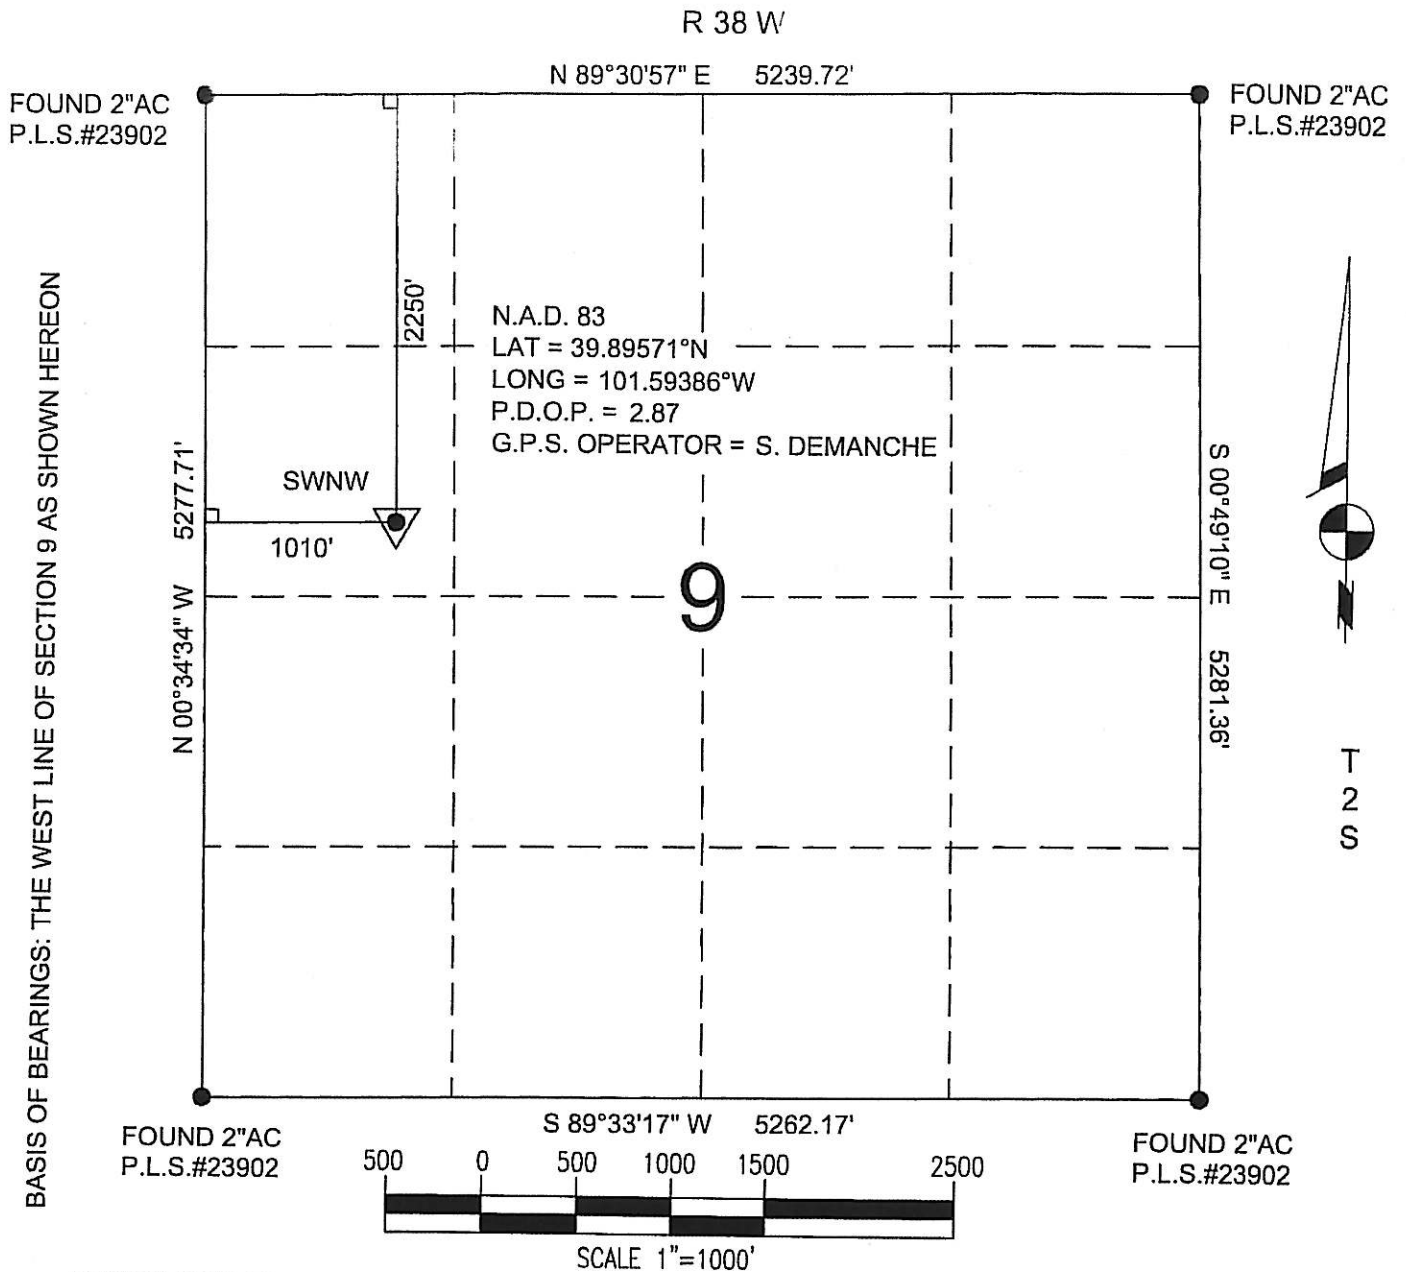 R 38 W
N 89°30'57" E 5239.72'
FOUND 2"AC
P.L.S.#23902
FOUND 2"AC
P.L.S.#23902
BASIS OF BEARINGS: THE WEST LINE OF SECTION 9 AS SHOWN HEREON
2250'
N.A.D. 83
LAT = 39.89571°N
LONG = 101.59386°W
P.D.O.P. = 2.87
G.P.S. OPERATOR = S. DEMANCHE
N 00°34'34" W 5277.71'
SWNW
1010'
9
S 00°49'10" E 5281.36'
N
T
2
S
S 89°33'17" W 5262.17'
FOUND 2"AC
P.L.S.#23902
FOUND 2"AC
P.L.S.#23902
500 0 500 1000 1500 2500
SCALE 1"=1000'